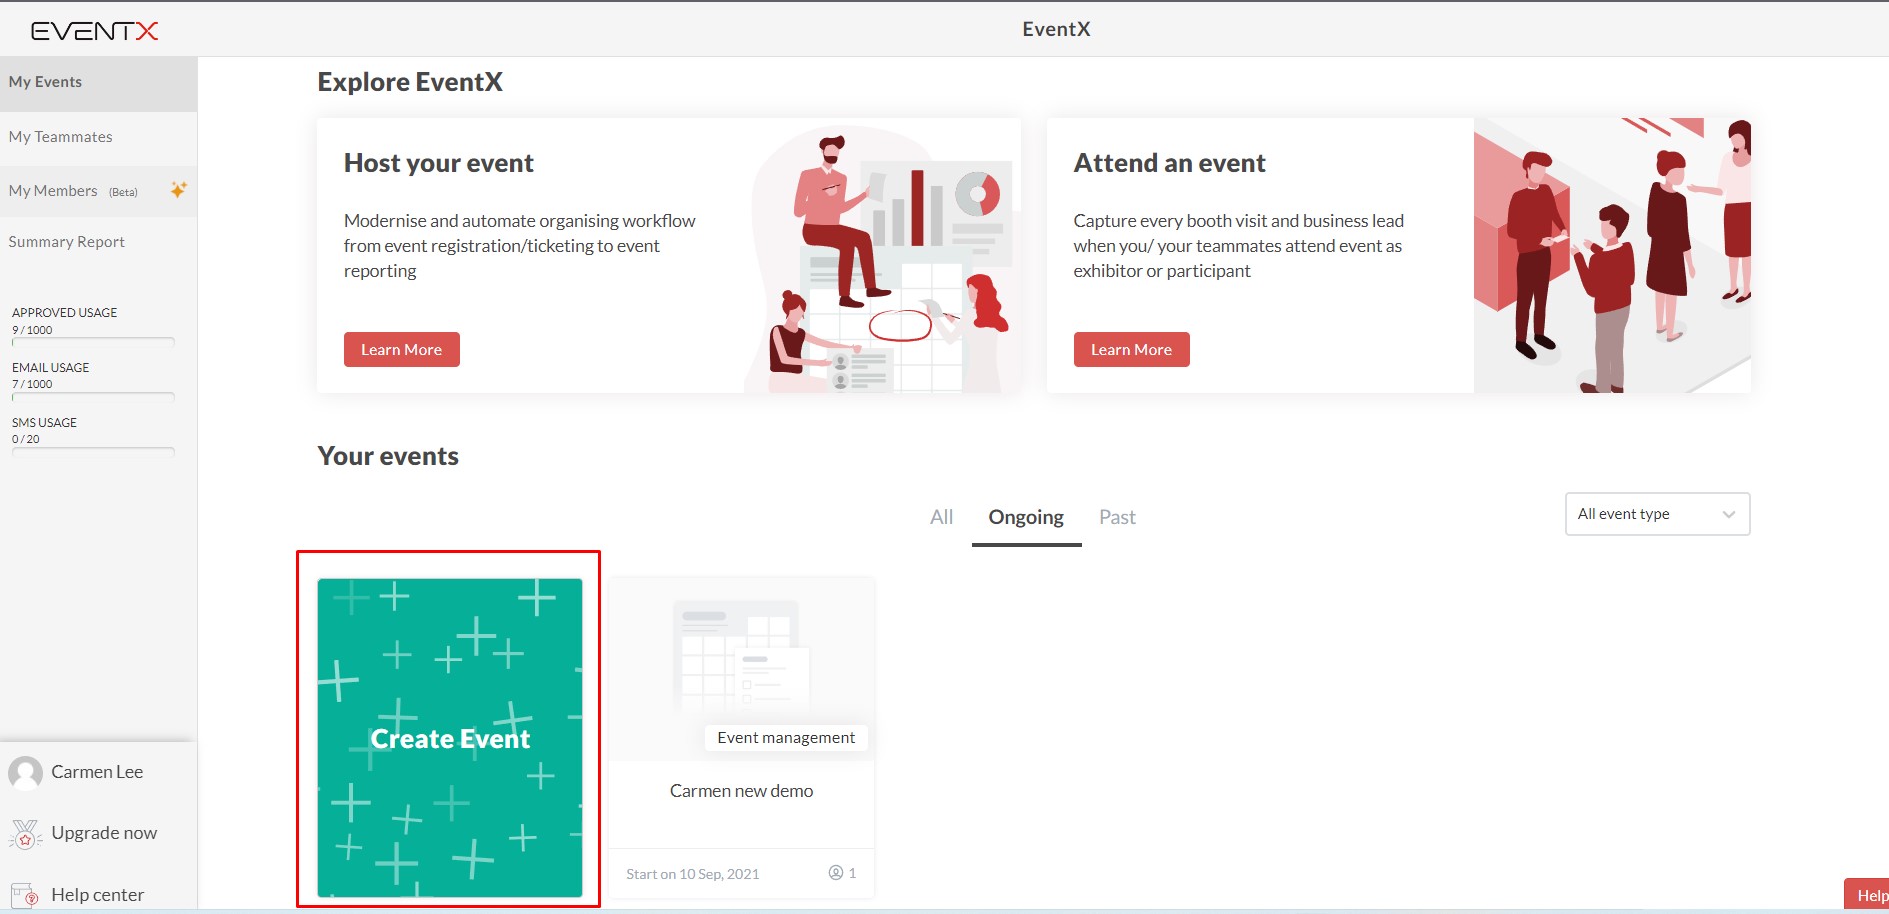 EVENTX
EventX
My Events
My Teammates
My Members (Beta)
Summary Report
APPROVED USAGE
9 / 1000
EMAIL USAGE
7 / 1000
SMS USAGE
0 / 20
Carmen Lee
Upgrade now
Help center
Explore EventX
Host your event
Modernise and automate organising workflow
from event registration/ticketing to event
reporting
Learn More
Attend an event
Capture every booth visit and business lead
when you/ your teammates attend event as
exhibitor or participant
Learn More
Your events
All Ongoing Past
All event type
Create Event
Event management
Carmen new demo
Start on 10 Sep, 2021 1
Help